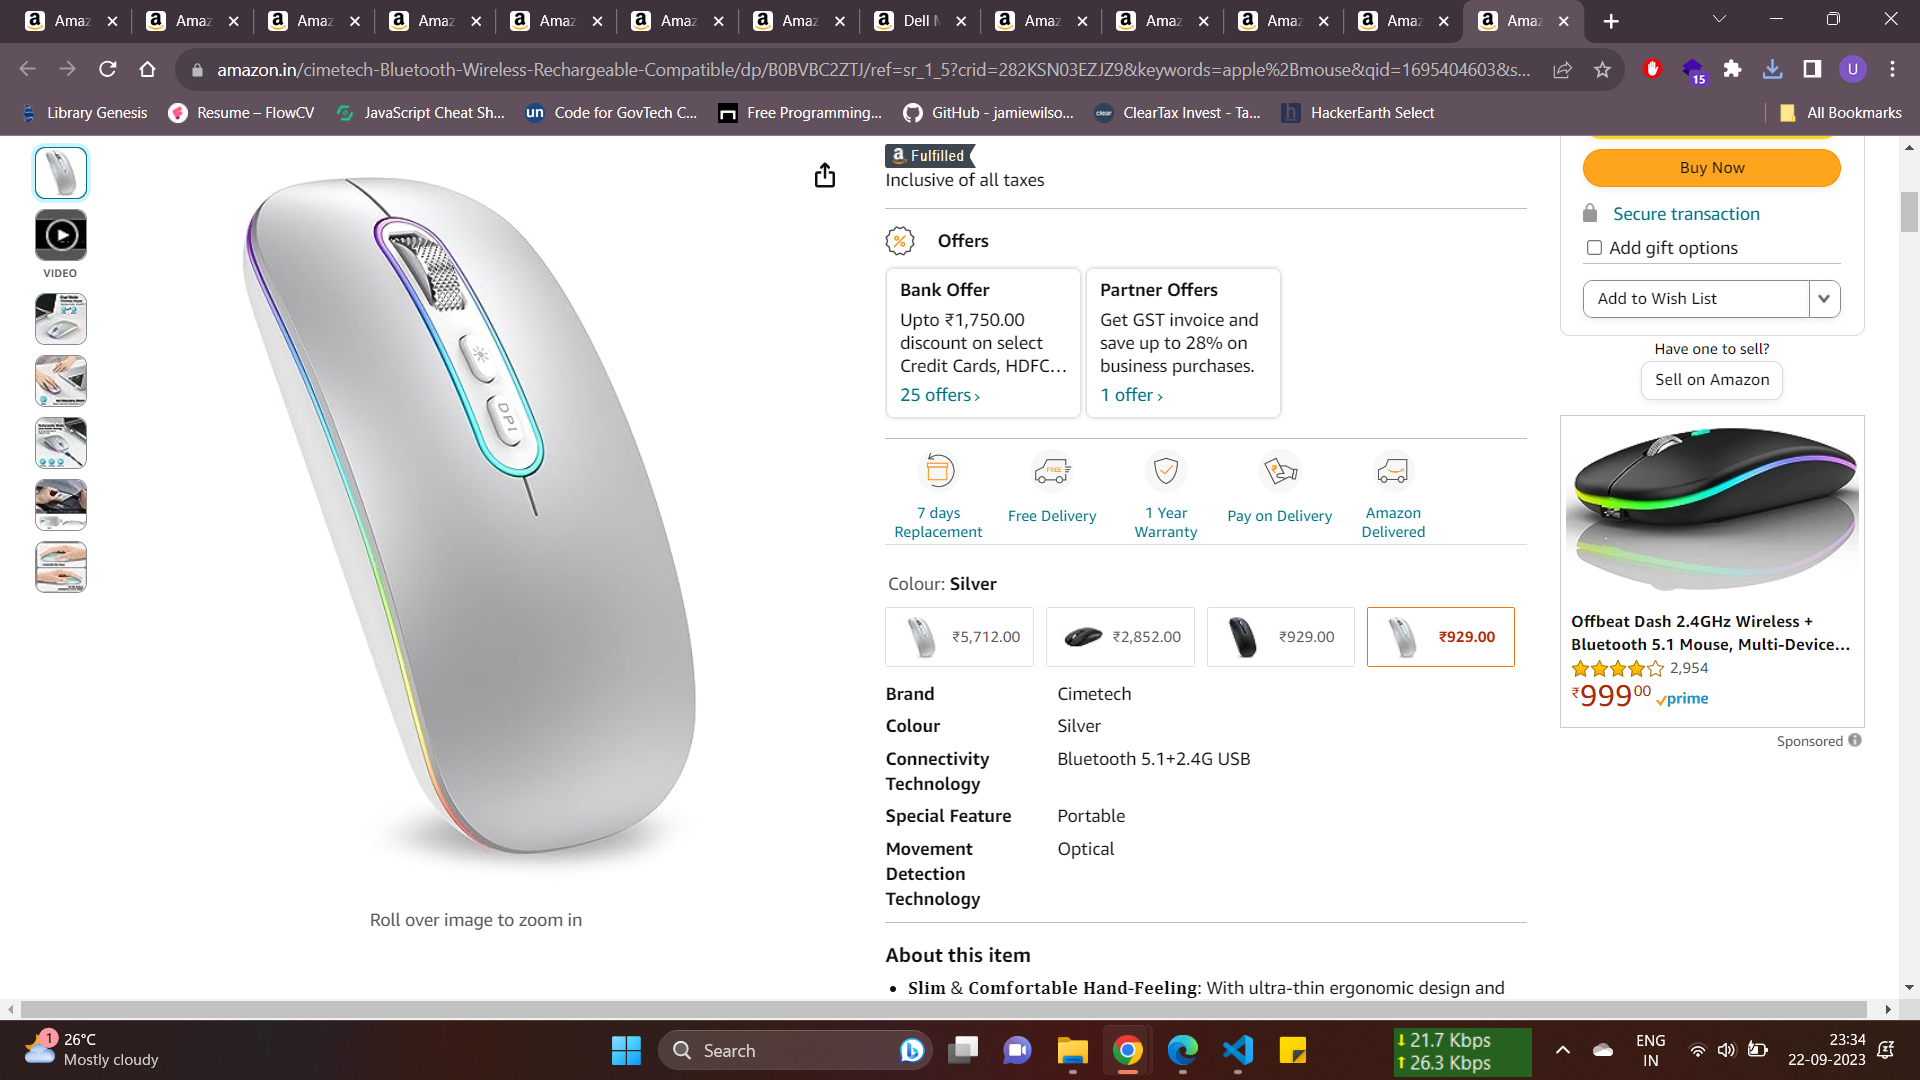 Amaz
Amaz
Amaz
Amaz
Amaz
Amaz
Amaz
Dell M
Amaz
Amaz
Amaz
Amaz
Amaz
amazon.in/cimetech-Bluetooth-Wireless-Rechargeable-Compatible/dp/B0BVBC2ZTJ/ref=sr_1_5?crid=282KSN03EZJZ9&keywords=apple%2Bmouse&qid=1695404603&s...
15
U
Library Genesis
Resume – FlowCV
JavaScript Cheat Sh...
un Code for GovTech C...
Free Programming...
GitHub - jamiewilso...
clear ClearTax Invest - Ta...
h HackerEarth Select
All Bookmarks
VIDEO
DPI
Roll over image to zoom in
a Fulfilled
Inclusive of all taxes
Offers
Bank Offer
Upto ₹1,750.00
discount on select
Credit Cards, HDFC…
25 offers ›
Partner Offers
Get GST invoice and
save up to 28% on
business purchases.
1 offer ›
7 days
Replacement
FREE
Free Delivery
1 Year
Warranty
Pay on Delivery
Amazon
Delivered
Colour: Silver
₹5,712.00
₹2,852.00
₹929.00
₹929.00
Brand Cimetech
Colour Silver
Connectivity Bluetooth 5.1+2.4G USB
Technology
Special Feature Portable
Movement Optical
Detection
Technology
About this item
• Slim & Comfortable Hand-Feeling: With ultra-thin ergonomic design and
Buy Now
Secure transaction
Add gift options
Add to Wish List
Have one to sell?
Sell on Amazon
Offbeat Dash 2.4GHz Wireless +
Bluetooth 5.1 Mouse, Multi-Device…
2,954
₹99900 prime
Sponsored
1
26°C
Mostly cloudy
Search
21.7 Kbps
26.3 Kbps
ENG
IN
23:34
22-09-2023